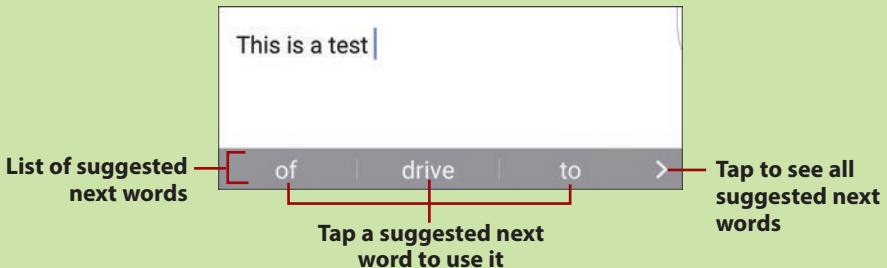 This is a test
List of suggested
next words
of drive to >
Tap to see all
suggested next
words
Tap a suggested next
word to use it